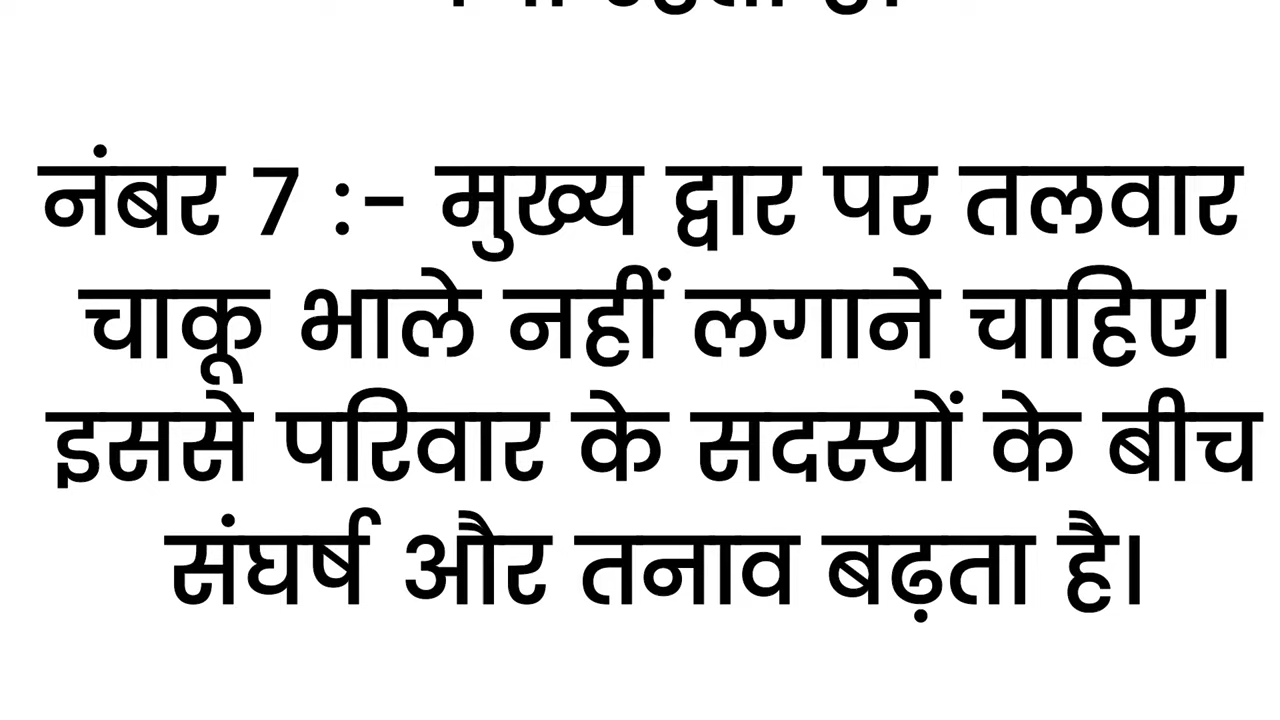 नंबर 7 :- मुख्य द्वार पर तलवार
चाकू भाले नहीं लगाने चाहिए।
इससे परिवार के सदस्यों के बीच
संघर्ष और तनाव बढ़ता है।